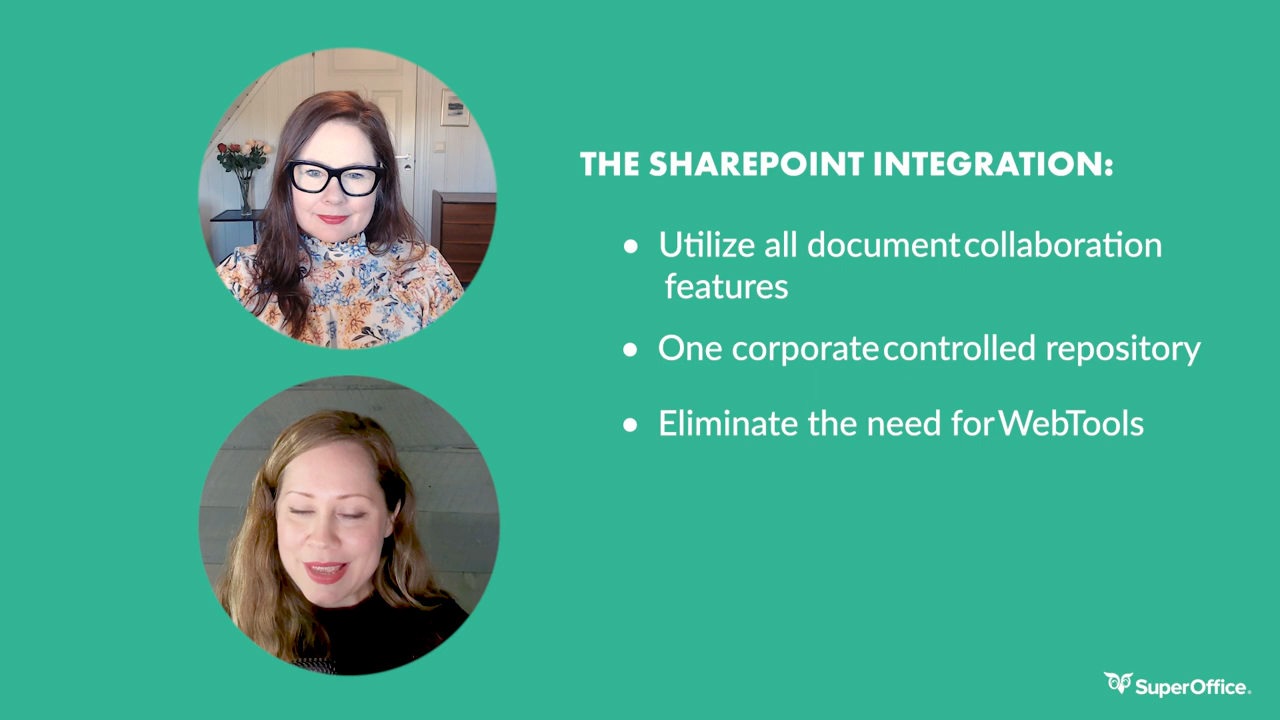 THE SHAREPOINT INTEGRATION:
• Utilize all document collaboration
features
• One corporate controlled repository
• Eliminate the need for WebTools
SuperOffice®